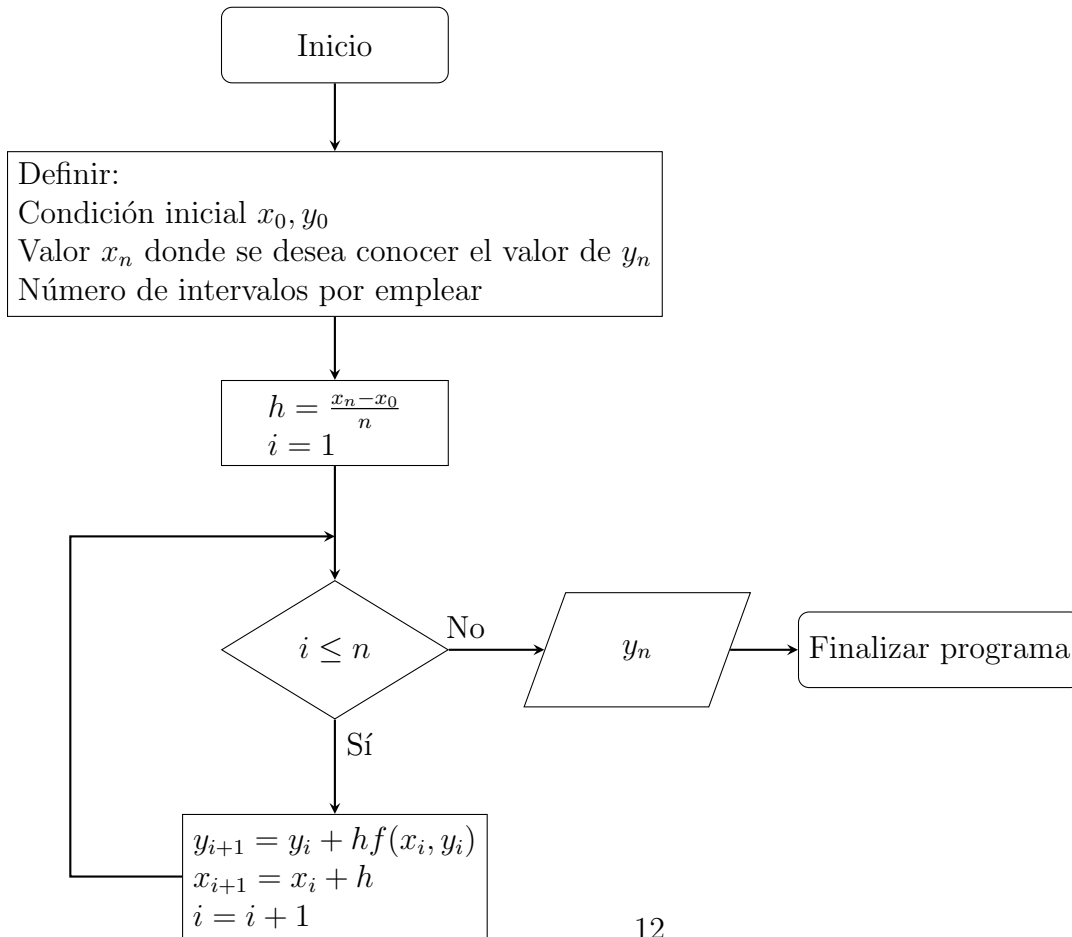 Inicio
Definir:
Condición inicial $x_0, y_0$
Valor $x_n$ donde se desea conocer el valor de $y_n$
Número de intervalos por emplear
$h = \frac{x_n - x_0}{n}$
$i = 1$
$i \leq n$
No
$y_n$
Finalizar programa
Sí
$y_{i+1} = y_i + hf(x_i, y_i)$
$x_{i+1} = x_i + h$
$i = i + 1$
12